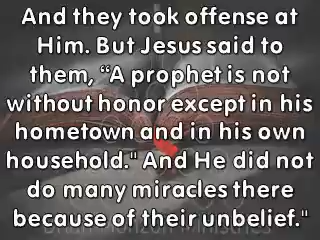 And they took offense at
Him. But Jesus said to
them, “A prophet is not
without honor except in his
hometown and in his own
household." And He did not
do many miracles there
because of their unbelief."